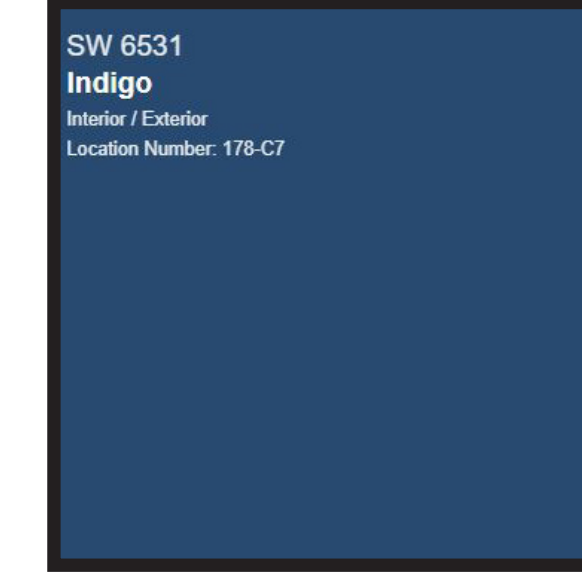 SW 6531
Indigo
Interior / Exterior
Location Number: 178-C7